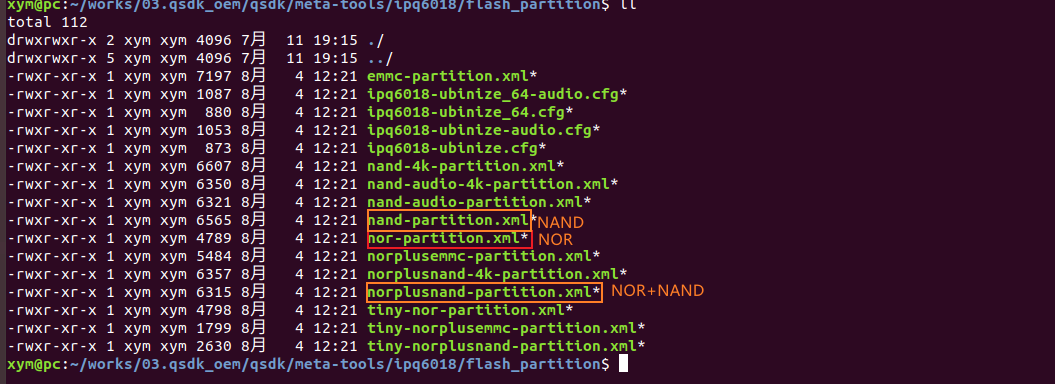 xym@pc:~/works/03.qsdk_oem/qsdk/meta-tools/ipq6018/flash_partition$ ll
total 112
drwxrwxr-x 2 xym xym 4096 7月  11 19:15 ./
drwxrwxr-x 5 xym xym 4096 7月  11 19:15 ../
-rwxr-xr-x 1 xym xym 7197 8月   4 12:21 emmc-partition.xml*
-rwxr-xr-x 1 xym xym 1087 8月   4 12:21 ipq6018-ubinize_64-audio.cfg*
-rwxr-xr-x 1 xym xym  880 8月   4 12:21 ipq6018-ubinize_64.cfg*
-rwxr-xr-x 1 xym xym 1053 8月   4 12:21 ipq6018-ubinize-audio.cfg*
-rwxr-xr-x 1 xym xym  873 8月   4 12:21 ipq6018-ubinize.cfg*
-rwxr-xr-x 1 xym xym 6607 8月   4 12:21 nand-4k-partition.xml*
-rwxr-xr-x 1 xym xym 6350 8月   4 12:21 nand-audio-4k-partition.xml*
-rwxr-xr-x 1 xym xym 6321 8月   4 12:21 nand-audio-partition.xml*
-rwxr-xr-x 1 xym xym 6565 8月   4 12:21 nand-partition.xml* NAND
-rwxr-xr-x 1 xym xym 4789 8月   4 12:21 nor-partition.xml* NOR
-rwxr-xr-x 1 xym xym 5484 8月   4 12:21 norplusemmc-partition.xml*
-rwxr-xr-x 1 xym xym 6357 8月   4 12:21 norplusnand-4k-partition.xml*
-rwxr-xr-x 1 xym xym 6315 8月   4 12:21 norplusnand-partition.xml* NOR+NAND
-rwxr-xr-x 1 xym xym 4798 8月   4 12:21 tiny-nor-partition.xml*
-rwxr-xr-x 1 xym xym 1799 8月   4 12:21 tiny-norplusemmc-partition.xml*
-rwxr-xr-x 1 xym xym 2630 8月   4 12:21 tiny-norplusnand-partition.xml*
xym@pc:~/works/03.qsdk_oem/qsdk/meta-tools/ipq6018/flash_partition$